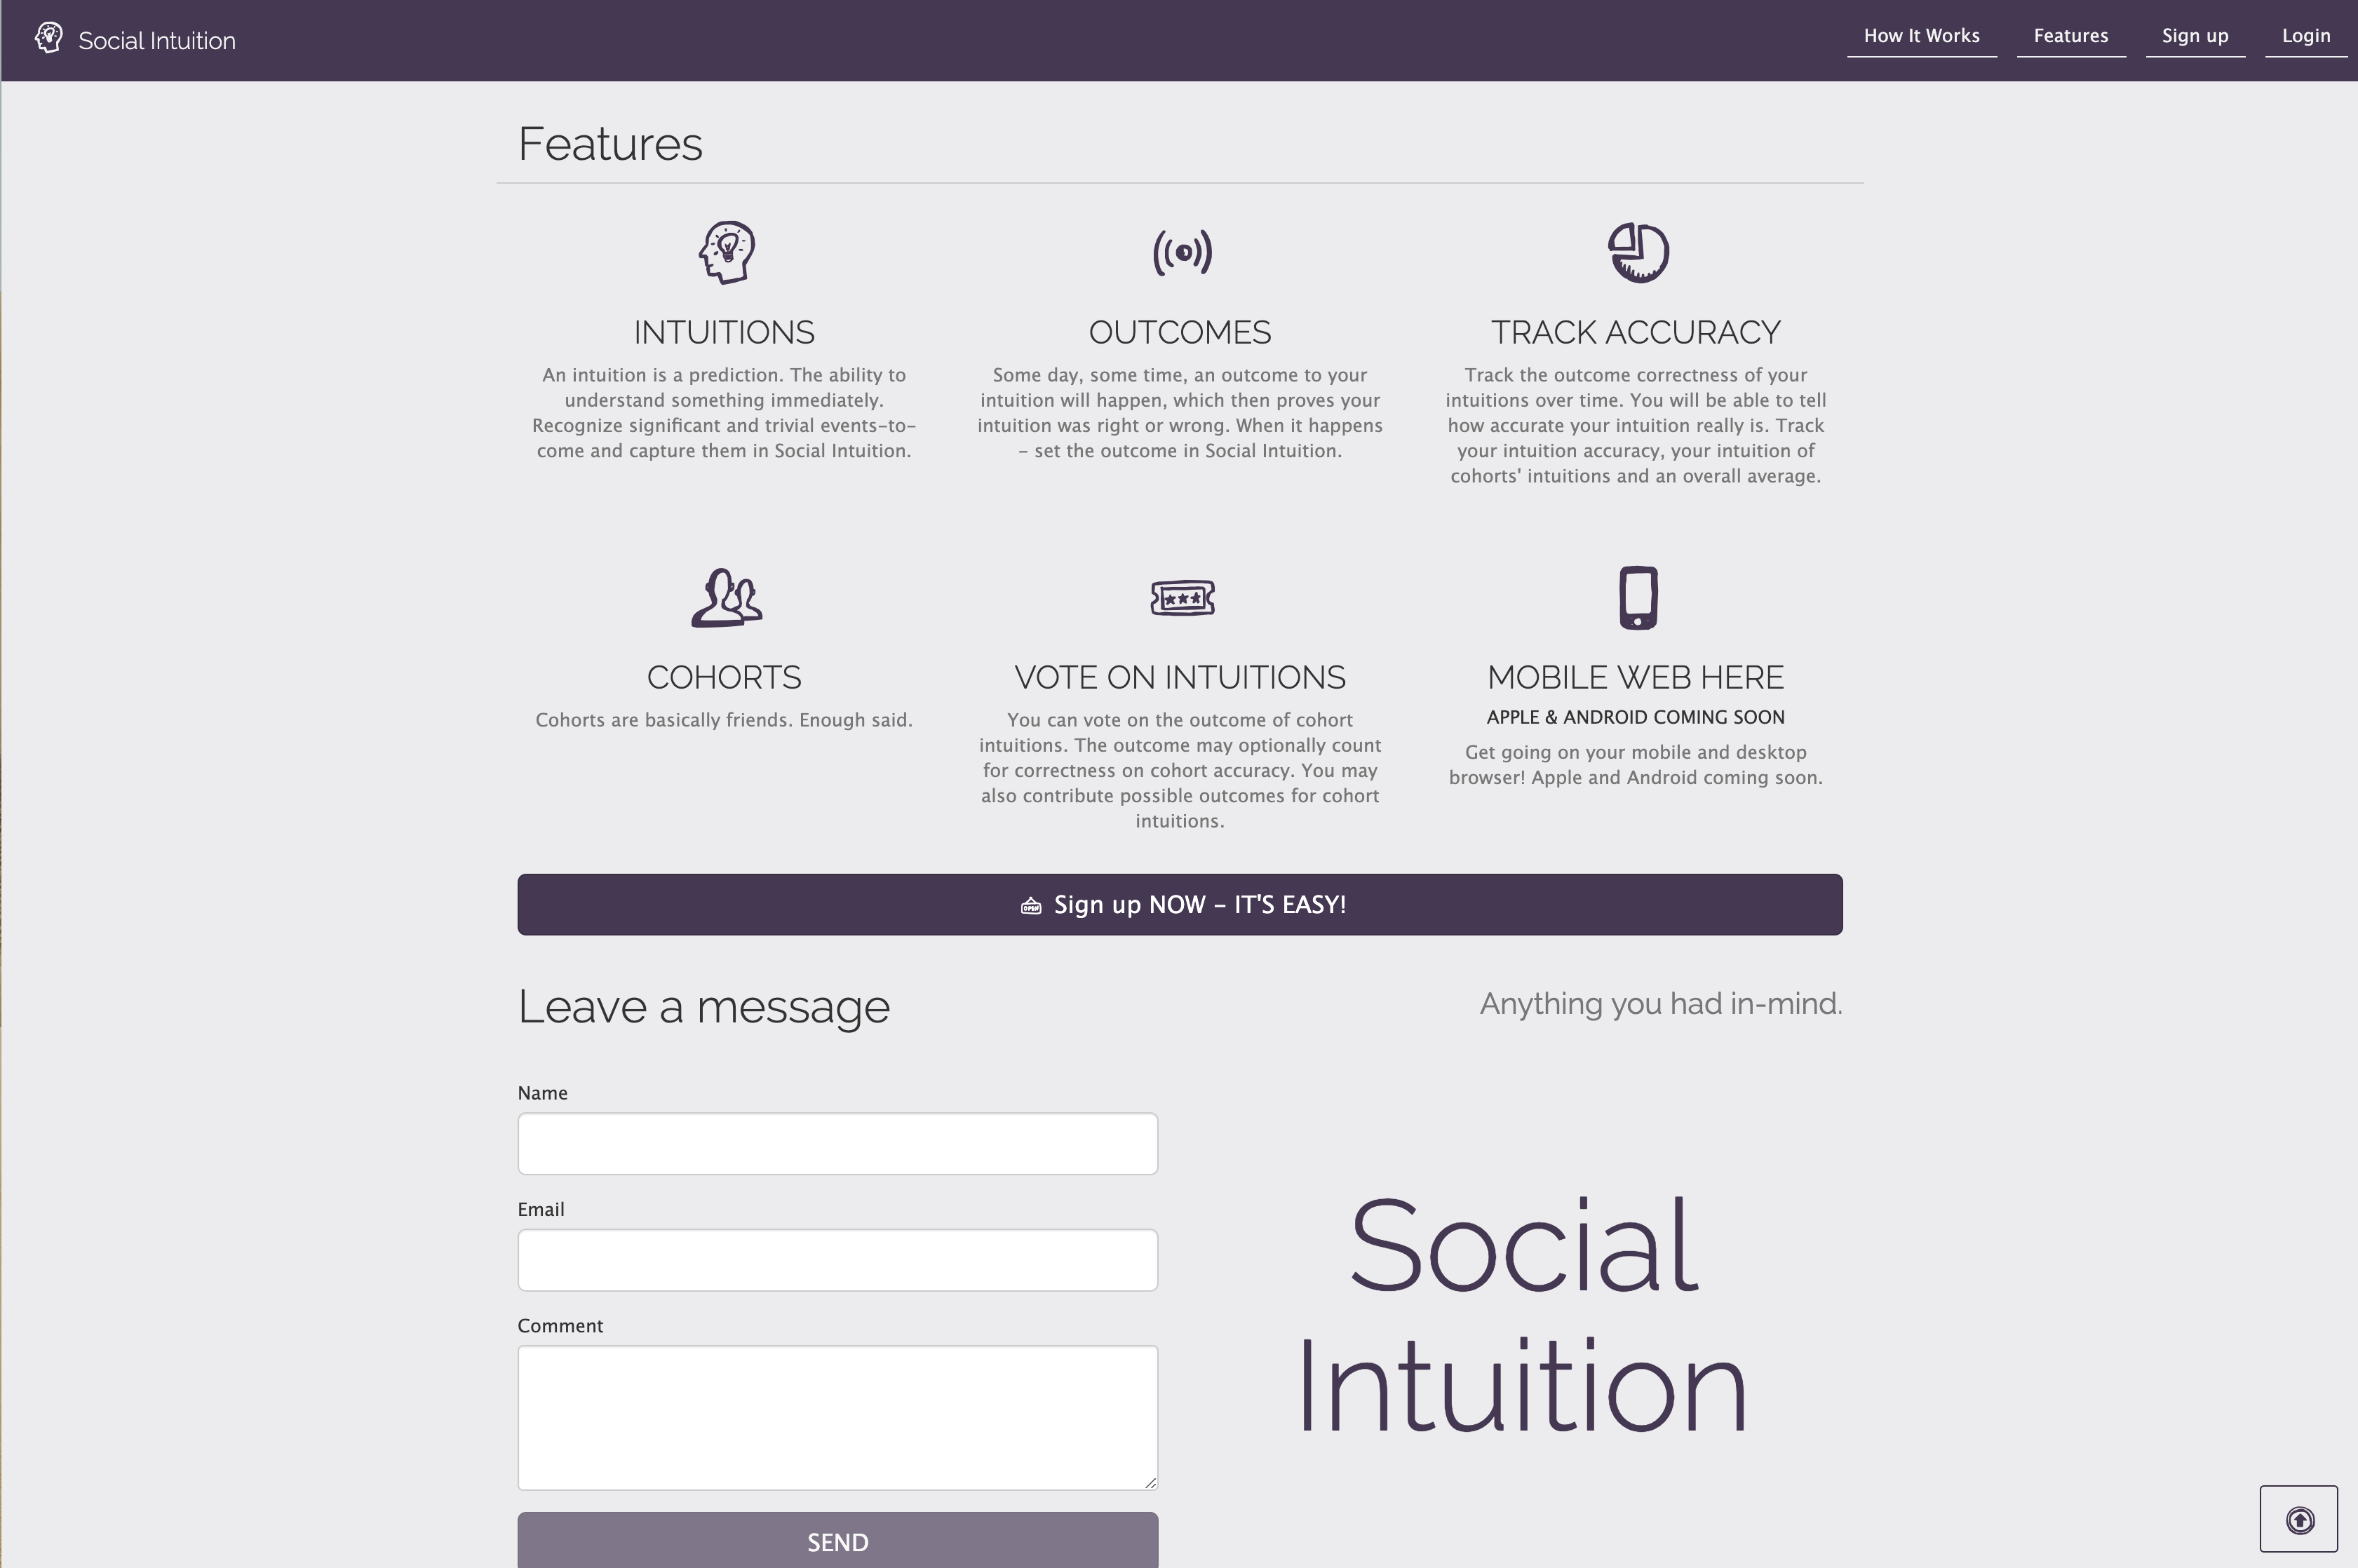 Social Intuition
How It Works
Features
Sign up
Login
Features
INTUITIONS
An intuition is a prediction. The ability to
understand something immediately.
Recognize significant and trivial events-to-
come and capture them in Social Intuition.
OUTCOMES
Some day, some time, an outcome to your
intuition will happen, which then proves your
intuition was right or wrong. When it happens
- set the outcome in Social Intuition.
TRACK ACCURACY
Track the outcome correctness of your
intuitions over time. You will be able to tell
how accurate your intuition really is. Track
your intuition accuracy, your intuition of
cohorts' intuitions and an overall average.
COHORTS
Cohorts are basically friends. Enough said.
VOTE ON INTUITIONS
You can vote on the outcome of cohort
intuitions. The outcome may optionally count
for correctness on cohort accuracy. You may
also contribute possible outcomes for cohort
intuitions.
MOBILE WEB HERE
APPLE & ANDROID COMING SOON
Get going on your mobile and desktop
browser! Apple and Android coming soon.
OPEN
Sign up NOW - IT'S EASY!
Leave a message
Anything you had in-mind.
Name
Email
Comment
SEND
Social
Intuition